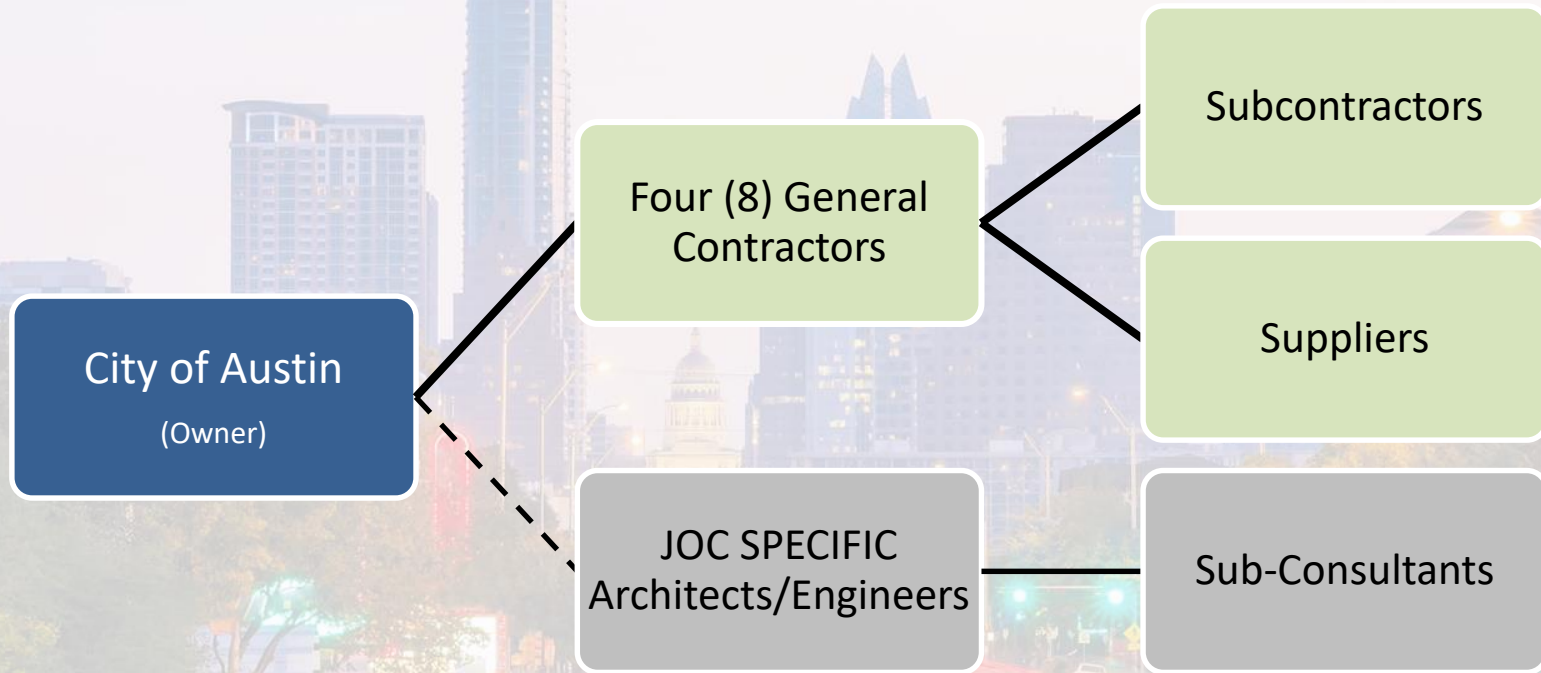 City of Austin
(Owner)
Four (8) General
Contractors
Subcontractors
Suppliers
JOC SPECIFIC
Architects/Engineers
Sub-Consultants